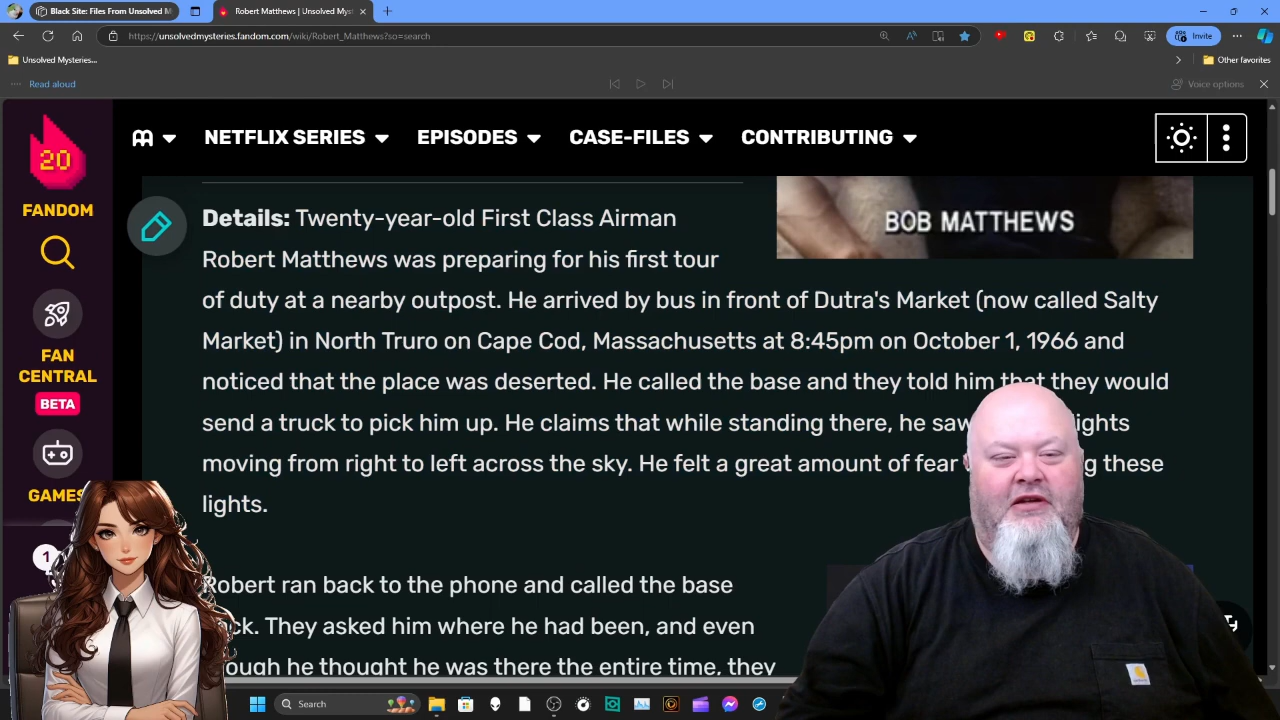 Black Site: Files From Unsolved M
Robert Matthews | Unsolved Mys
https://unsolvedmysteries.fandom.com/wiki/Robert_Matthews?so=search
Invite
Unsolved Mysteries...
Other favorites
Read aloud
Voice options
20
FANDOM
FAN
CENTRAL
BETA
GAMES
1
NETFLIX SERIES
EPISODES
CASE-FILES
CONTRIBUTING
BOB MATTHEWS
Details: Twenty-year-old First Class Airman
Robert Matthews was preparing for his first tour
of duty at a nearby outpost. He arrived by bus in front of Dutra's Market (now called Salty
Market) in North Truro on Cape Cod, Massachusetts at 8:45pm on October 1, 1966 and
noticed that the place was deserted. He called the base and they told him that they would
send a truck to pick him up. He claims that while standing there, he saw ights
moving from right to left across the sky. He felt a great amount of fear g these
lights.
Robert ran back to the phone and called the base
ck. They asked him where he had been, and even
ough he thought he was there the entire time, they
Search
carhartt